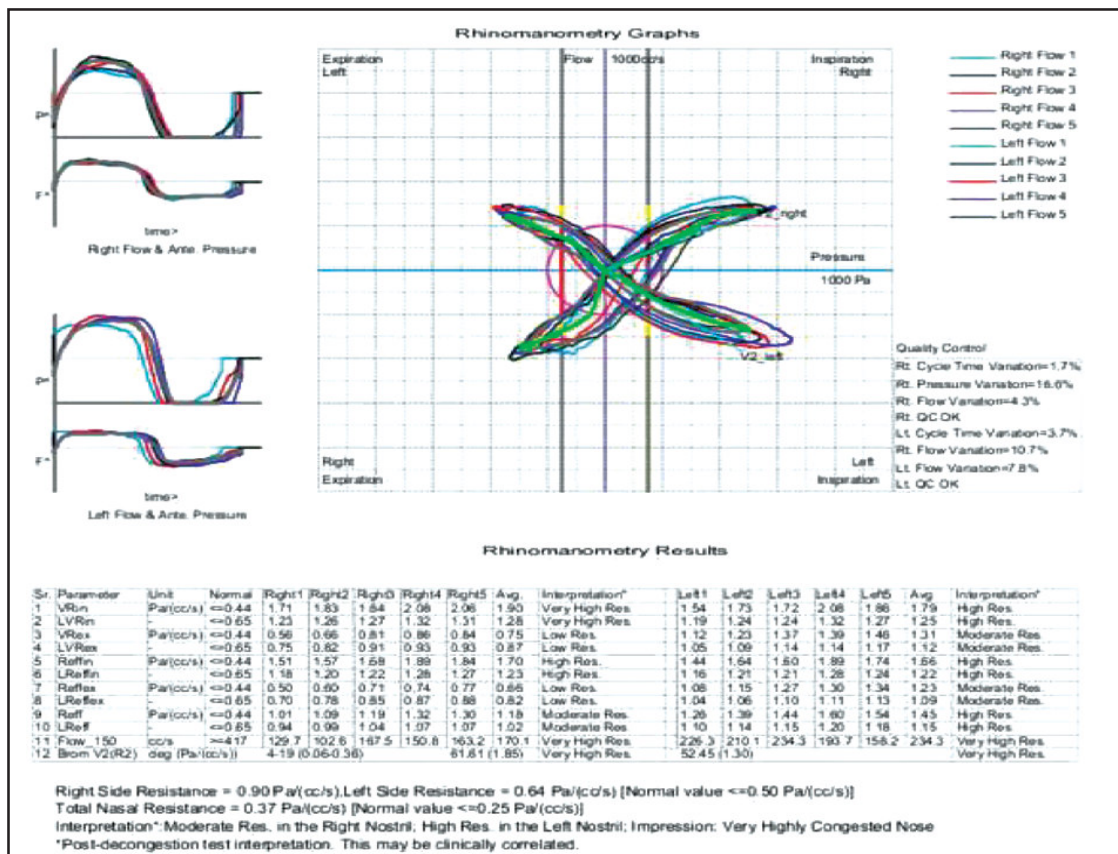 Rhinomanometry Graphs
P^
F^
time>
Right Flow & Ante. Pressure
P^
F^
time>
Left Flow & Ante. Pressure
Expiration
Left
Flow
1000cc/s
Inspiration
Right
V2_right
Pressure
1000 Pa
V2_left
Right
Expiration
Left
Inspiration
Right Flow 1
Right Flow 2
Right Flow 3
Right Flow 4
Right Flow 5
Left Flow 1
Left Flow 2
Left Flow 3
Left Flow 4
Left Flow 5
Quality Control
Rt. Cycle Time Variation=1.7%
Rt. Pressure Variation=16.6%
Rt. Flow Variation=4.3%
Rt. QC OK
Lt. Cycle Time Variation=3.7%
Rt. Flow Variation=10.7%
Lt. Flow Variation=7.8%
Lt. QC OK
Rhinomanometry Results
Sr. Parameter Unit Normal Right1 Right2 Right3 Right4 Right5 Avg. Interpretation* Left1 Left2 Left3 Left4 Left5 Avg Interpretation*
1 VRin Pa/(cc/s) <=0.44 1.71 1.83 1.84 2.08 2.06 1.90 Very High Res. 1.54 1.73 1.72 2.08 1.86 1.79 High Res.
2 LVRin - <=0.65 1.23 1.26 1.27 1.32 1.31 1.28 Very High Res. 1.19 1.24 1.24 1.32 1.27 1.25 High Res.
3 VRex Pa/(cc/s) <=0.44 0.56 0.66 0.81 0.86 0.84 0.75 Low Res. 1.12 1.23 1.37 1.39 1.46 1.31 Moderate Res.
4 LVRex - <=0.65 0.75 0.82 0.91 0.93 0.93 0.87 Low Res. 1.05 1.09 1.14 1.14 1.17 1.12 Moderate Res.
5 Reffin Pa/(cc/s) <=0.44 1.51 1.57 1.68 1.89 1.84 1.70 High Res. 1.44 1.64 1.60 1.89 1.74 1.66 High Res.
6 LReffin - <=0.65 1.18 1.20 1.22 1.28 1.27 1.23 High Res. 1.16 1.21 1.21 1.28 1.24 1.22 High Res.
7 Reffex Pa/(cc/s) <=0.44 0.50 0.60 0.71 0.74 0.77 0.66 Low Res. 1.08 1.15 1.27 1.30 1.34 1.23 Moderate Res.
8 LReffex - <=0.65 0.70 0.78 0.85 0.87 0.88 0.82 Low Res. 1.04 1.06 1.10 1.11 1.13 1.09 Moderate Res.
9 Reff Pa/(cc/s) <=0.44 1.01 1.09 1.19 1.32 1.30 1.18 Moderate Res. 1.26 1.39 1.44 1.60 1.54 1.45 High Res.
10 LReff - <=0.65 0.94 0.99 1.04 1.07 1.07 1.02 Moderate Res. 1.10 1.14 1.15 1.20 1.18 1.15 High Res.
11 Flow_150 cc/s >=417 129.7 102.6 167.5 150.8 163.2 170.1 Very High Res. 226.3 210.1 234.3 193.7 158.2 234.3 Very High Res.
12 Brom V2(R2) deg (Pa/(cc/s)) 4-19 (0.06-0.36) 61.61 (1.85) Very High Res. 52.45 (1.30) Very High Res.
Right Side Resistance = 0.90 Pa/(cc/s),Left Side Resistance = 0.64 Pa/(cc/s) [Normal value <=0.50 Pa/(cc/s)]
Total Nasal Resistance = 0.37 Pa/(cc/s) [Normal value <=0.25 Pa/(cc/s)]
Interpretation*: Moderate Res. in the Right Nostril; High Res. in the Left Nostril; Impression: Very Highly Congested Nose
*Post-decongestion test interpretation. This may be clinically correlated.